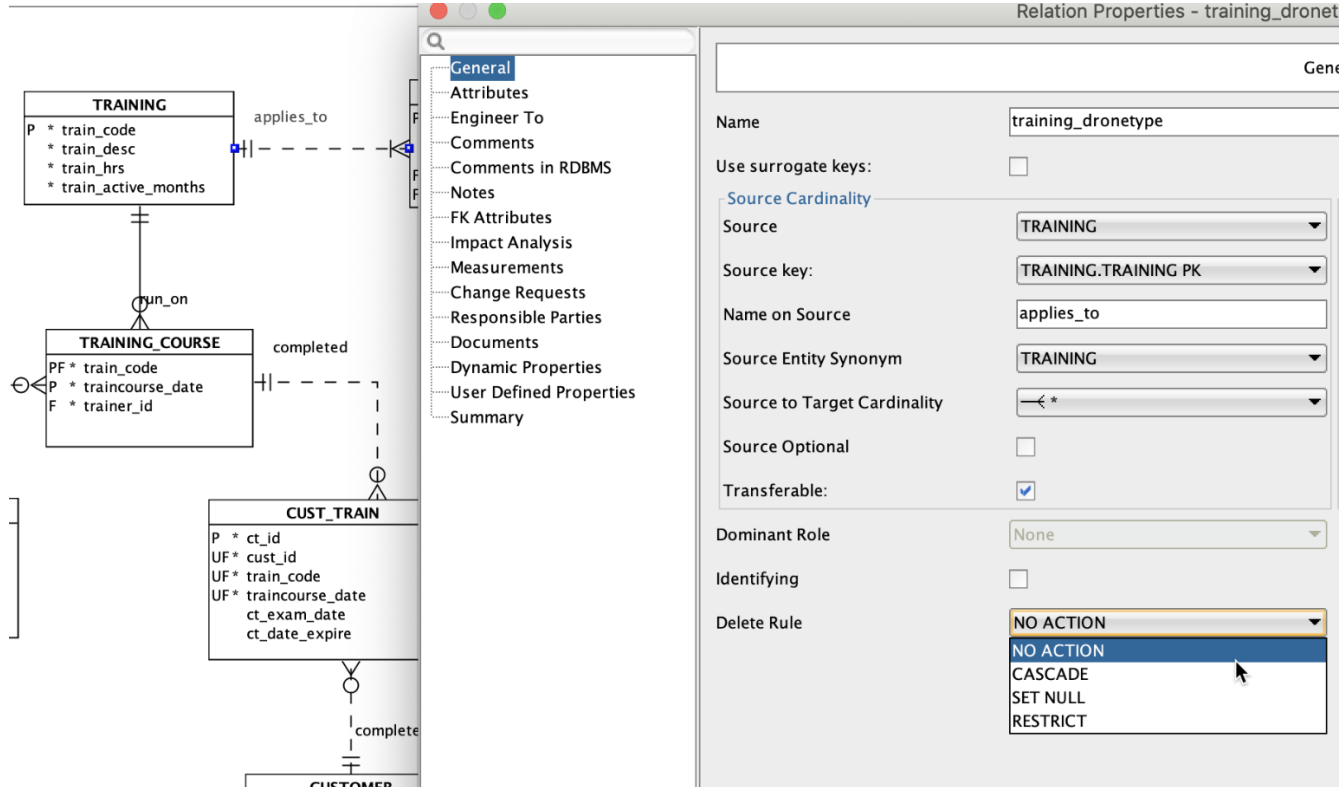 Relation Properties - training_dronet
General
Attributes
Engineer To
Comments
Comments in RDBMS
Notes
FK Attributes
Impact Analysis
Measurements
Change Requests
Responsible Parties
Documents
Dynamic Properties
User Defined Properties
Summary
Gene
Name
training_dronetype
Use surrogate keys:
Source Cardinality
Source
TRAINING
Source key:
TRAINING.TRAINING PK
Name on Source
applies_to
Source Entity Synonym
TRAINING
Source to Target Cardinality
*
Source Optional
Transferable:
Dominant Role
None
Identifying
Delete Rule
NO ACTION
NO ACTION
CASCADE
SET NULL
RESTRICT
TRAINING
P * train_code
* train_desc
* train_hrs
* train_active_months
applies_to
run_on
TRAINING_COURSE
PF * train_code
P * traincourse_date
F * trainer_id
completed
CUST_TRAIN
P * ct_id
UF * cust_id
UF * train_code
UF * traincourse_date
ct_exam_date
ct_date_expire
complete
CUSTOMER